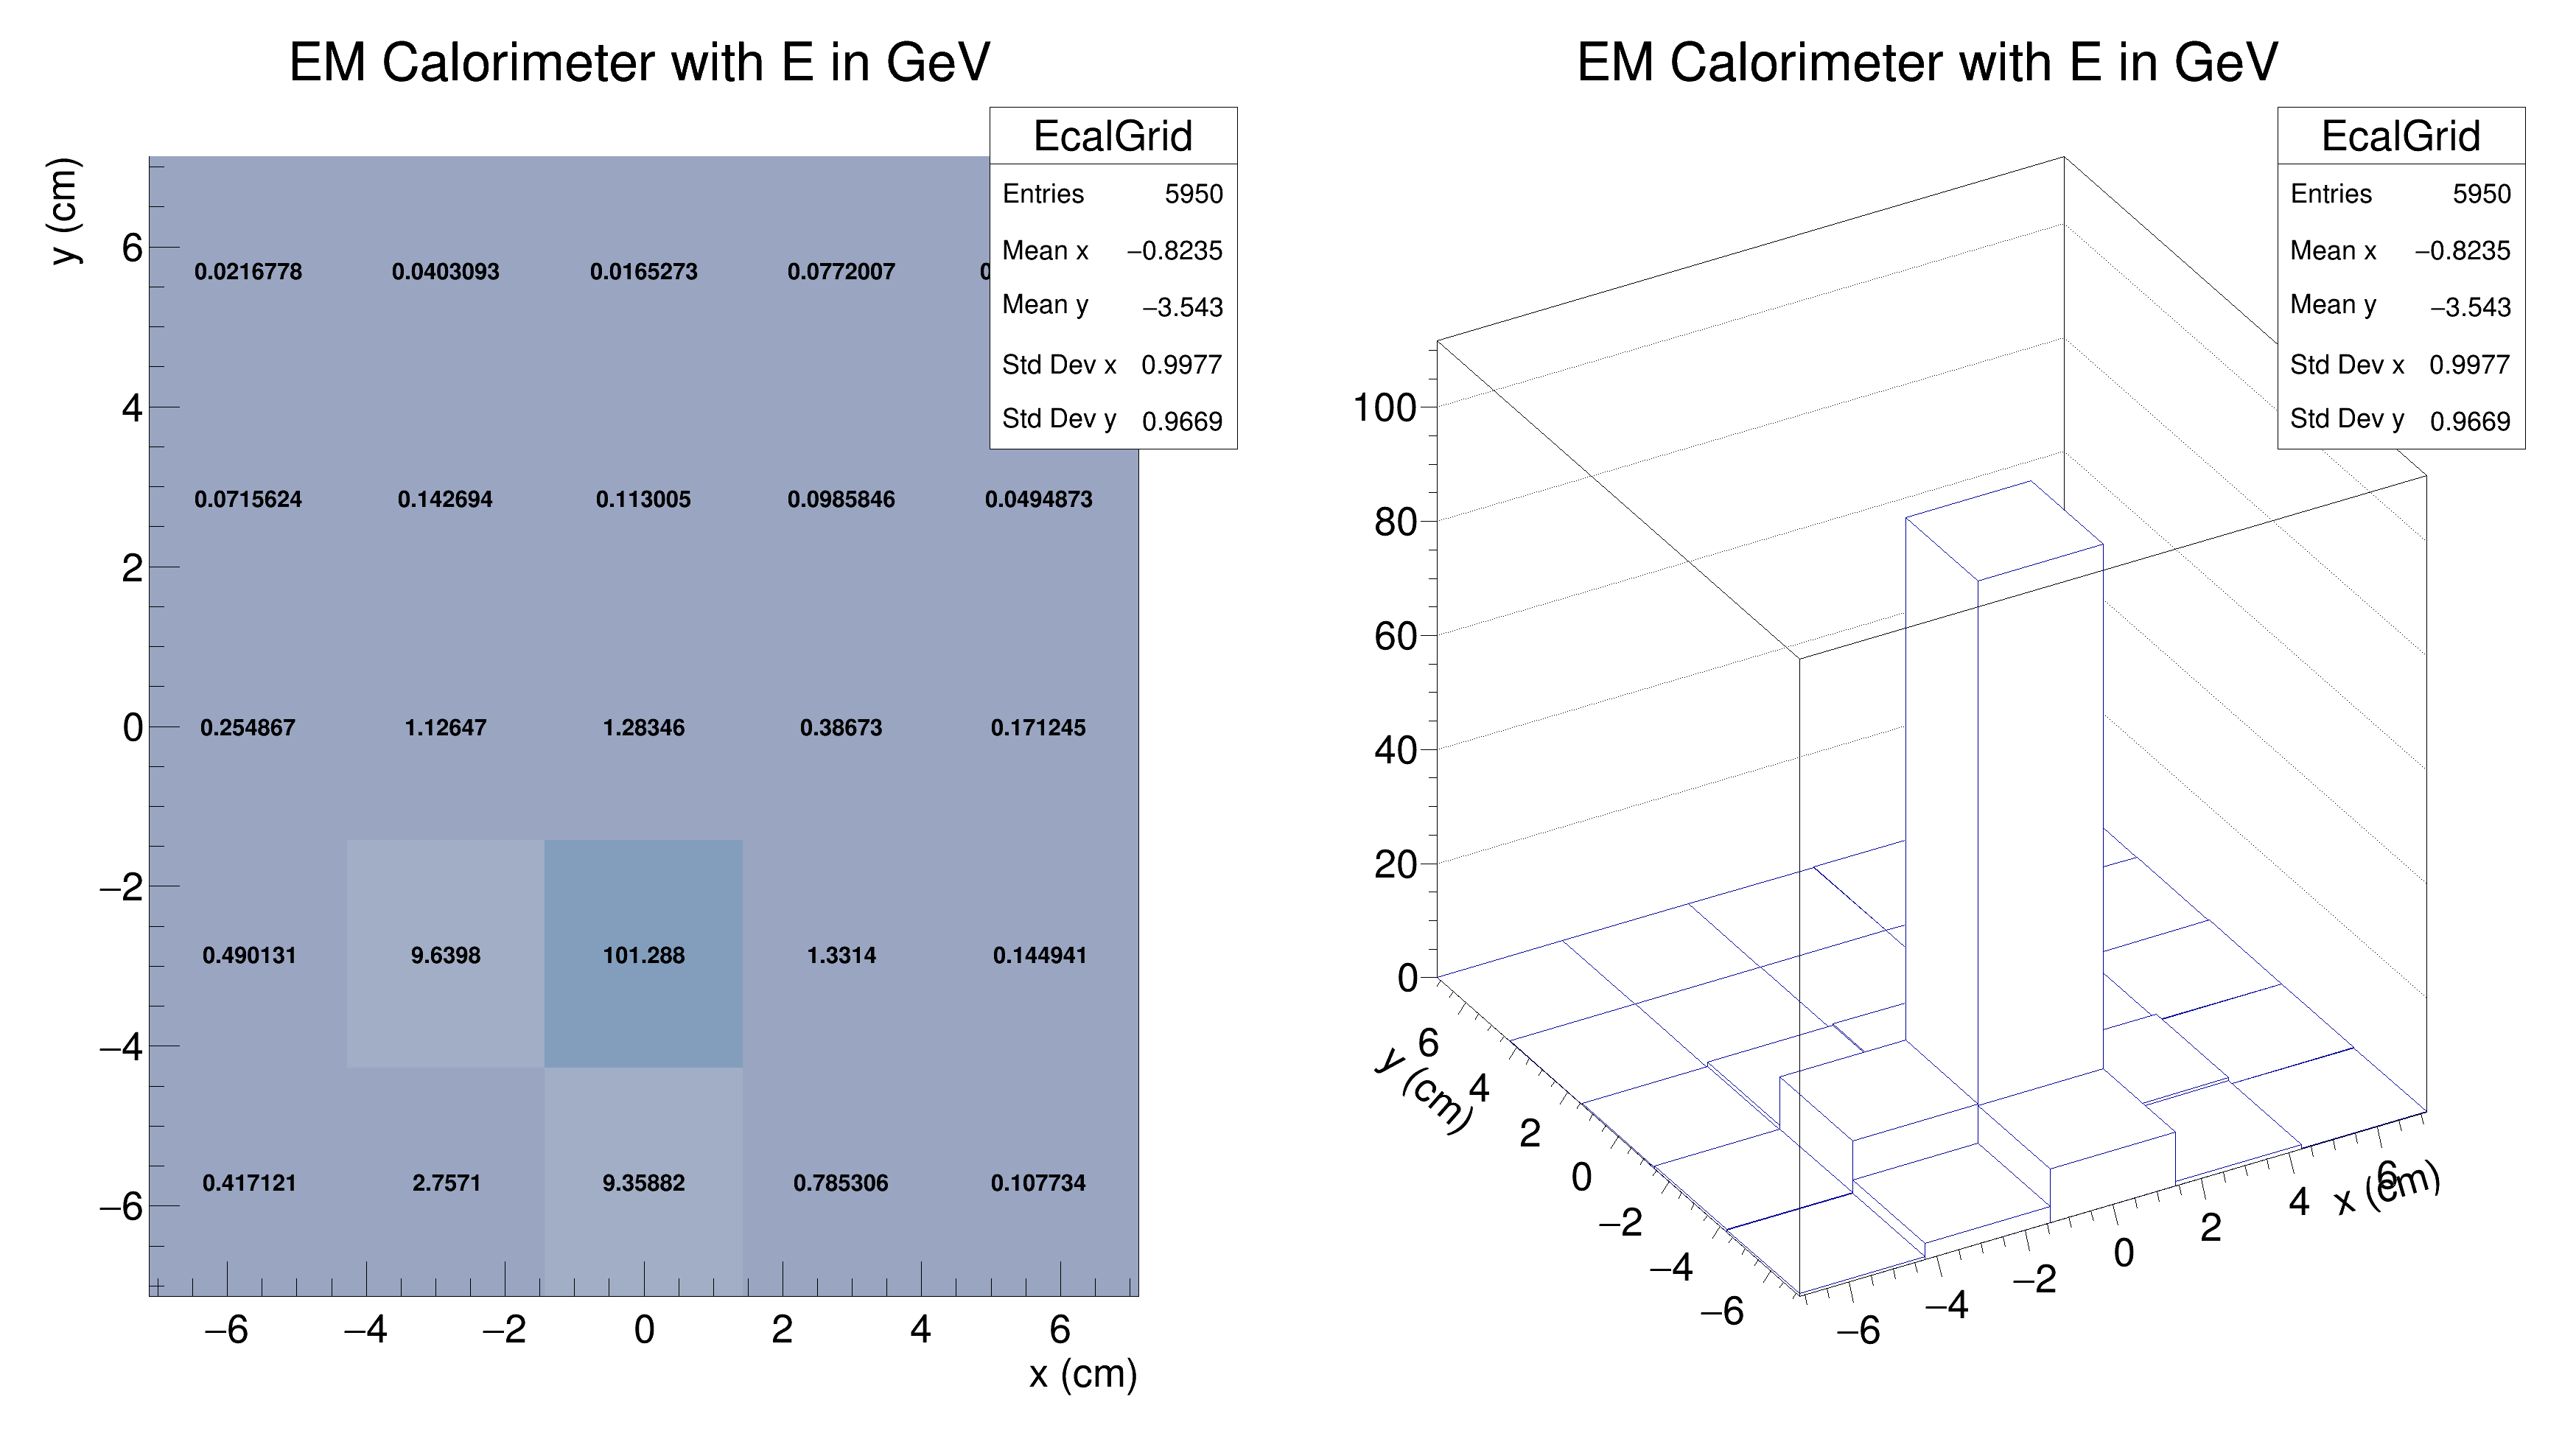 EM Calorimeter with E in GeV
EcalGrid
Entries 5950
Mean x −0.8235
Mean y −3.543
Std Dev x 0.9977
Std Dev y 0.9669
y (cm)
6
4
2
0
−2
−4
−6
0.0216778 0.0403093 0.0165273 0.0772007
0.0715624 0.142694 0.113005 0.0985846 0.0494873
0.254867 1.12647 1.28346 0.38673 0.171245
0.490131 9.6398 101.288 1.3314 0.144941
0.417121 2.7571 9.35882 0.785306 0.107734
−6 −4 −2 0 2 4 6
x (cm)
EM Calorimeter with E in GeV
EcalGrid
Entries 5950
Mean x −0.8235
Mean y −3.543
Std Dev x 0.9977
Std Dev y 0.9669
100
80
60
40
20
0
y (cm)
6
4
2
0
−2
−4
−6
−6 −4 −2 0 2 4 6
x (cm)